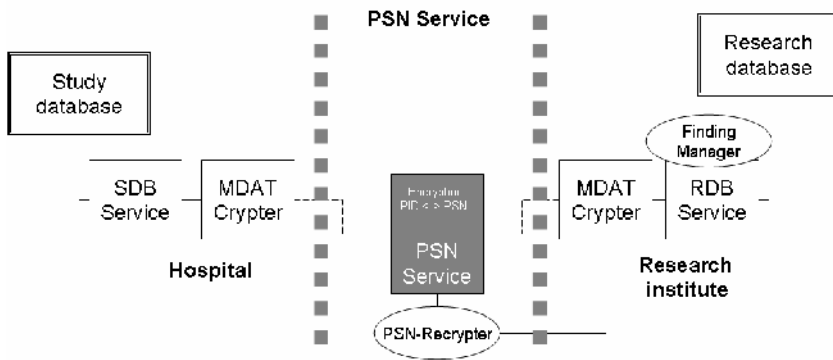 PSN Service
Study
database
Research
database
Finding
Manager
SDB
Service
MDAT
Crypter
Encryption
PID < > PSN
PSN
Service
MDAT
Crypter
RDB
Service
Hospital
Research
institute
PSN-Recrypter